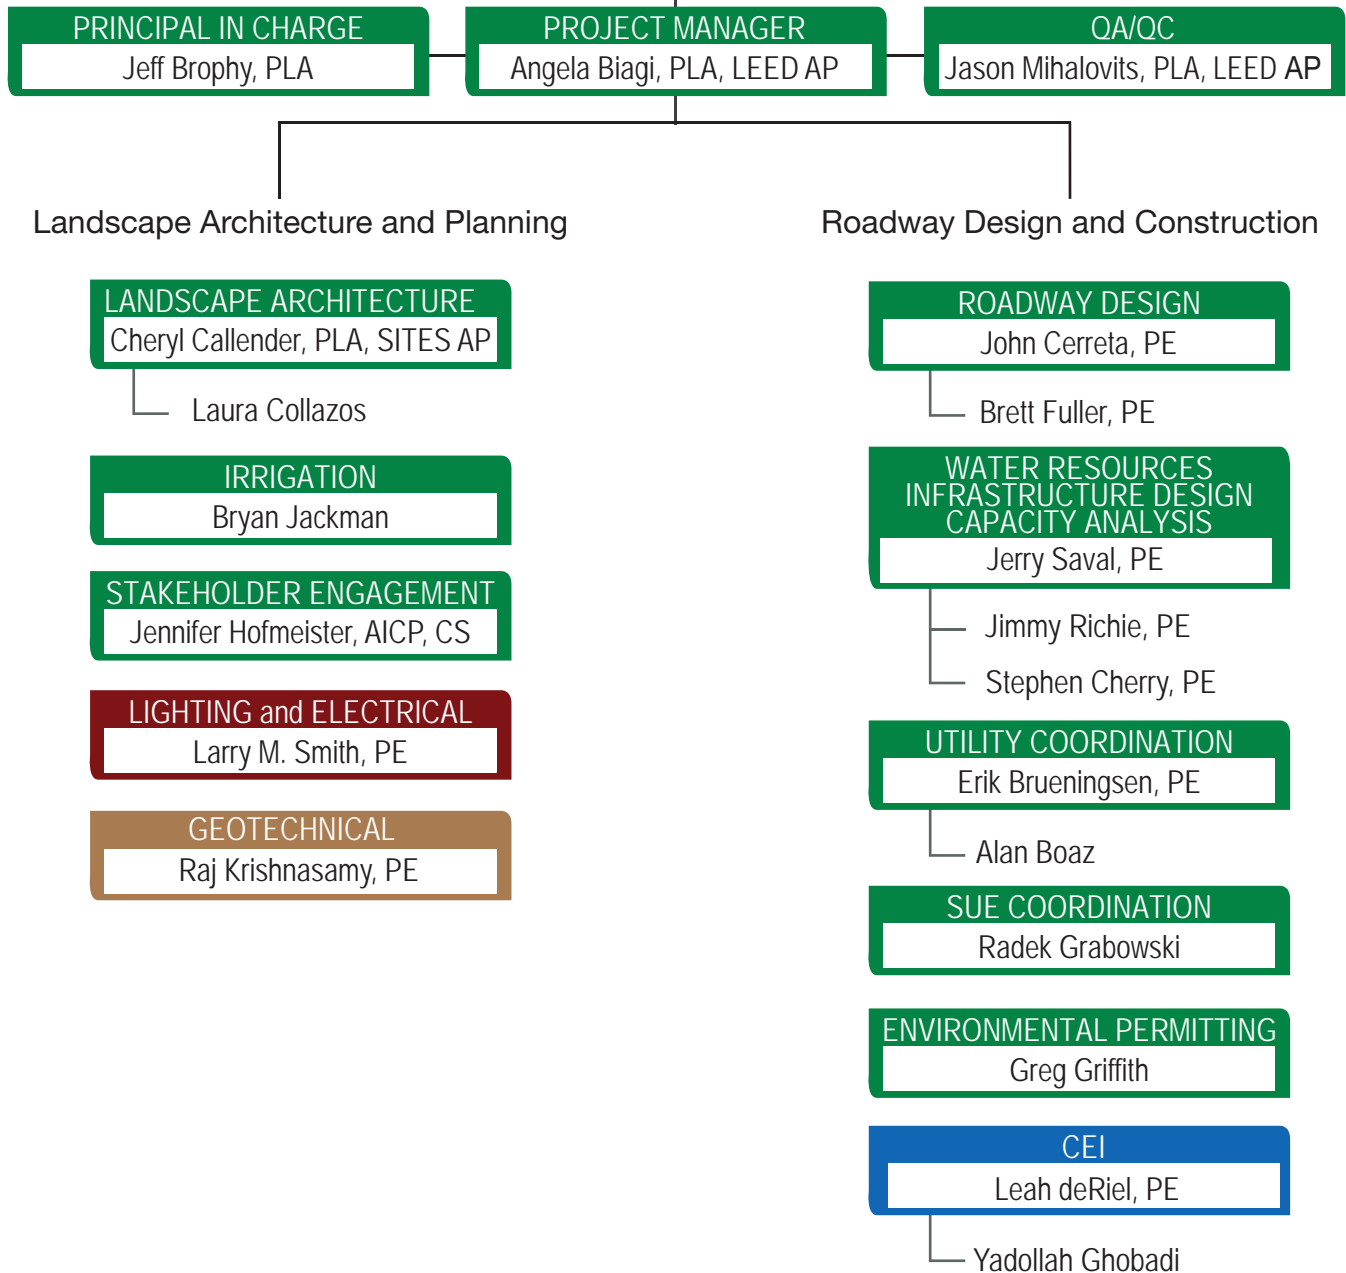 PRINCIPAL IN CHARGE
Jeff Brophy, PLA
PROJECT MANAGER
Angela Biagi, PLA, LEED AP
QA/QC
Jason Mihalovits, PLA, LEED AP
Landscape Architecture and Planning
LANDSCAPE ARCHITECTURE
Cheryl Callender, PLA, SITES AP
Laura Collazos
IRRIGATION
Bryan Jackman
STAKEHOLDER ENGAGEMENT
Jennifer Hofmeister, AICP, CS
LIGHTING and ELECTRICAL
Larry M. Smith, PE
GEOTECHNICAL
Raj Krishnasamy, PE
Roadway Design and Construction
ROADWAY DESIGN
John Cerreta, PE
Brett Fuller, PE
WATER RESOURCES
INFRASTRUCTURE DESIGN
CAPACITY ANALYSIS
Jerry Saval, PE
Jimmy Richie, PE
Stephen Cherry, PE
UTILITY COORDINATION
Erik Brueningsen, PE
Alan Boaz
SUE COORDINATION
Radek Grabowski
ENVIRONMENTAL PERMITTING
Greg Griffith
CEI
Leah deRiel, PE
Yadollah Ghobadi